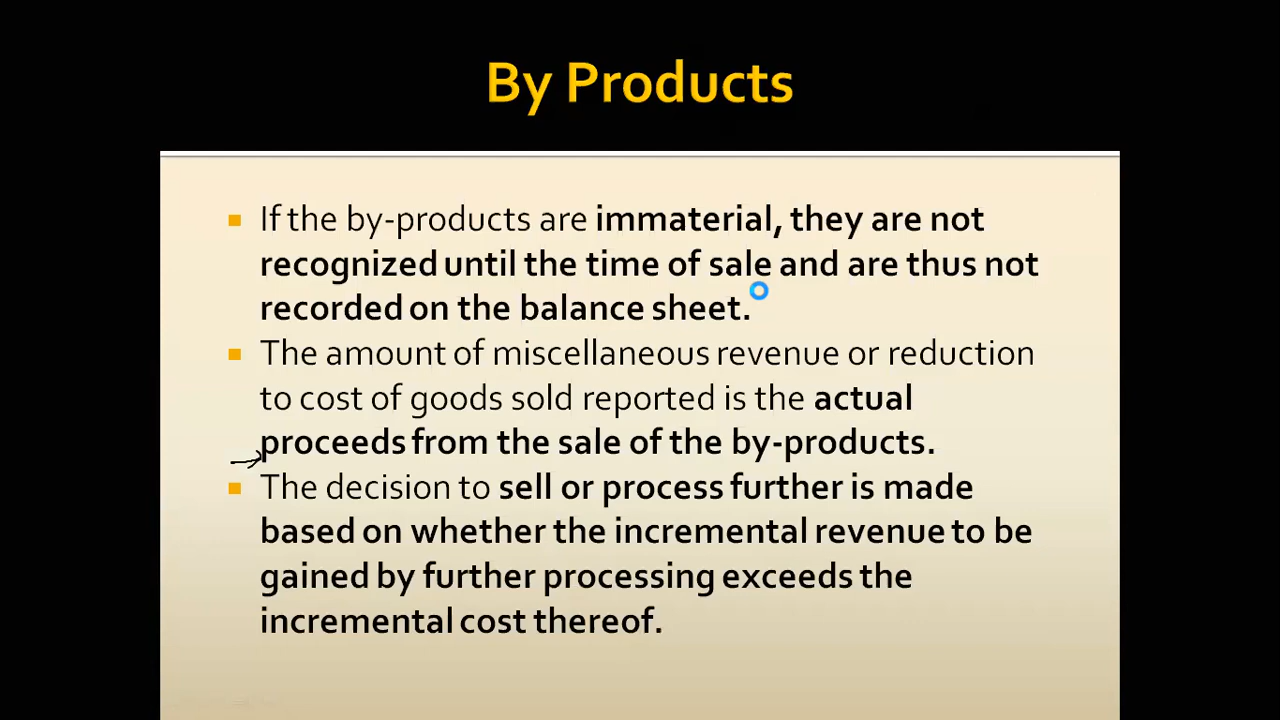 By Products
If the by-products are immaterial, they are not
recognized until the time of sale and are thus not
recorded on the balance sheet.
The amount of miscellaneous revenue or reduction
to cost of goods sold reported is the actual
proceeds from the sale of the by-products.
The decision to sell or process further is made
based on whether the incremental revenue to be
gained by further processing exceeds the
incremental cost thereof.